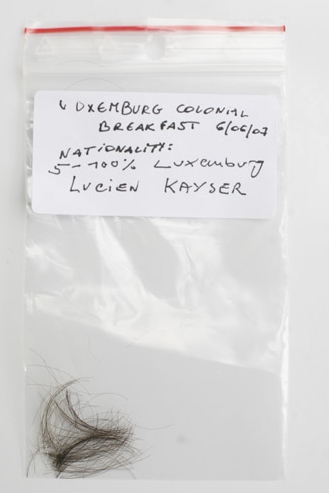 LUXEMBURG COLONIAL
BREAKFAST 6/06/07
NATIONALITY:
5-100% Luxemburg
LUCIEN KAYSER